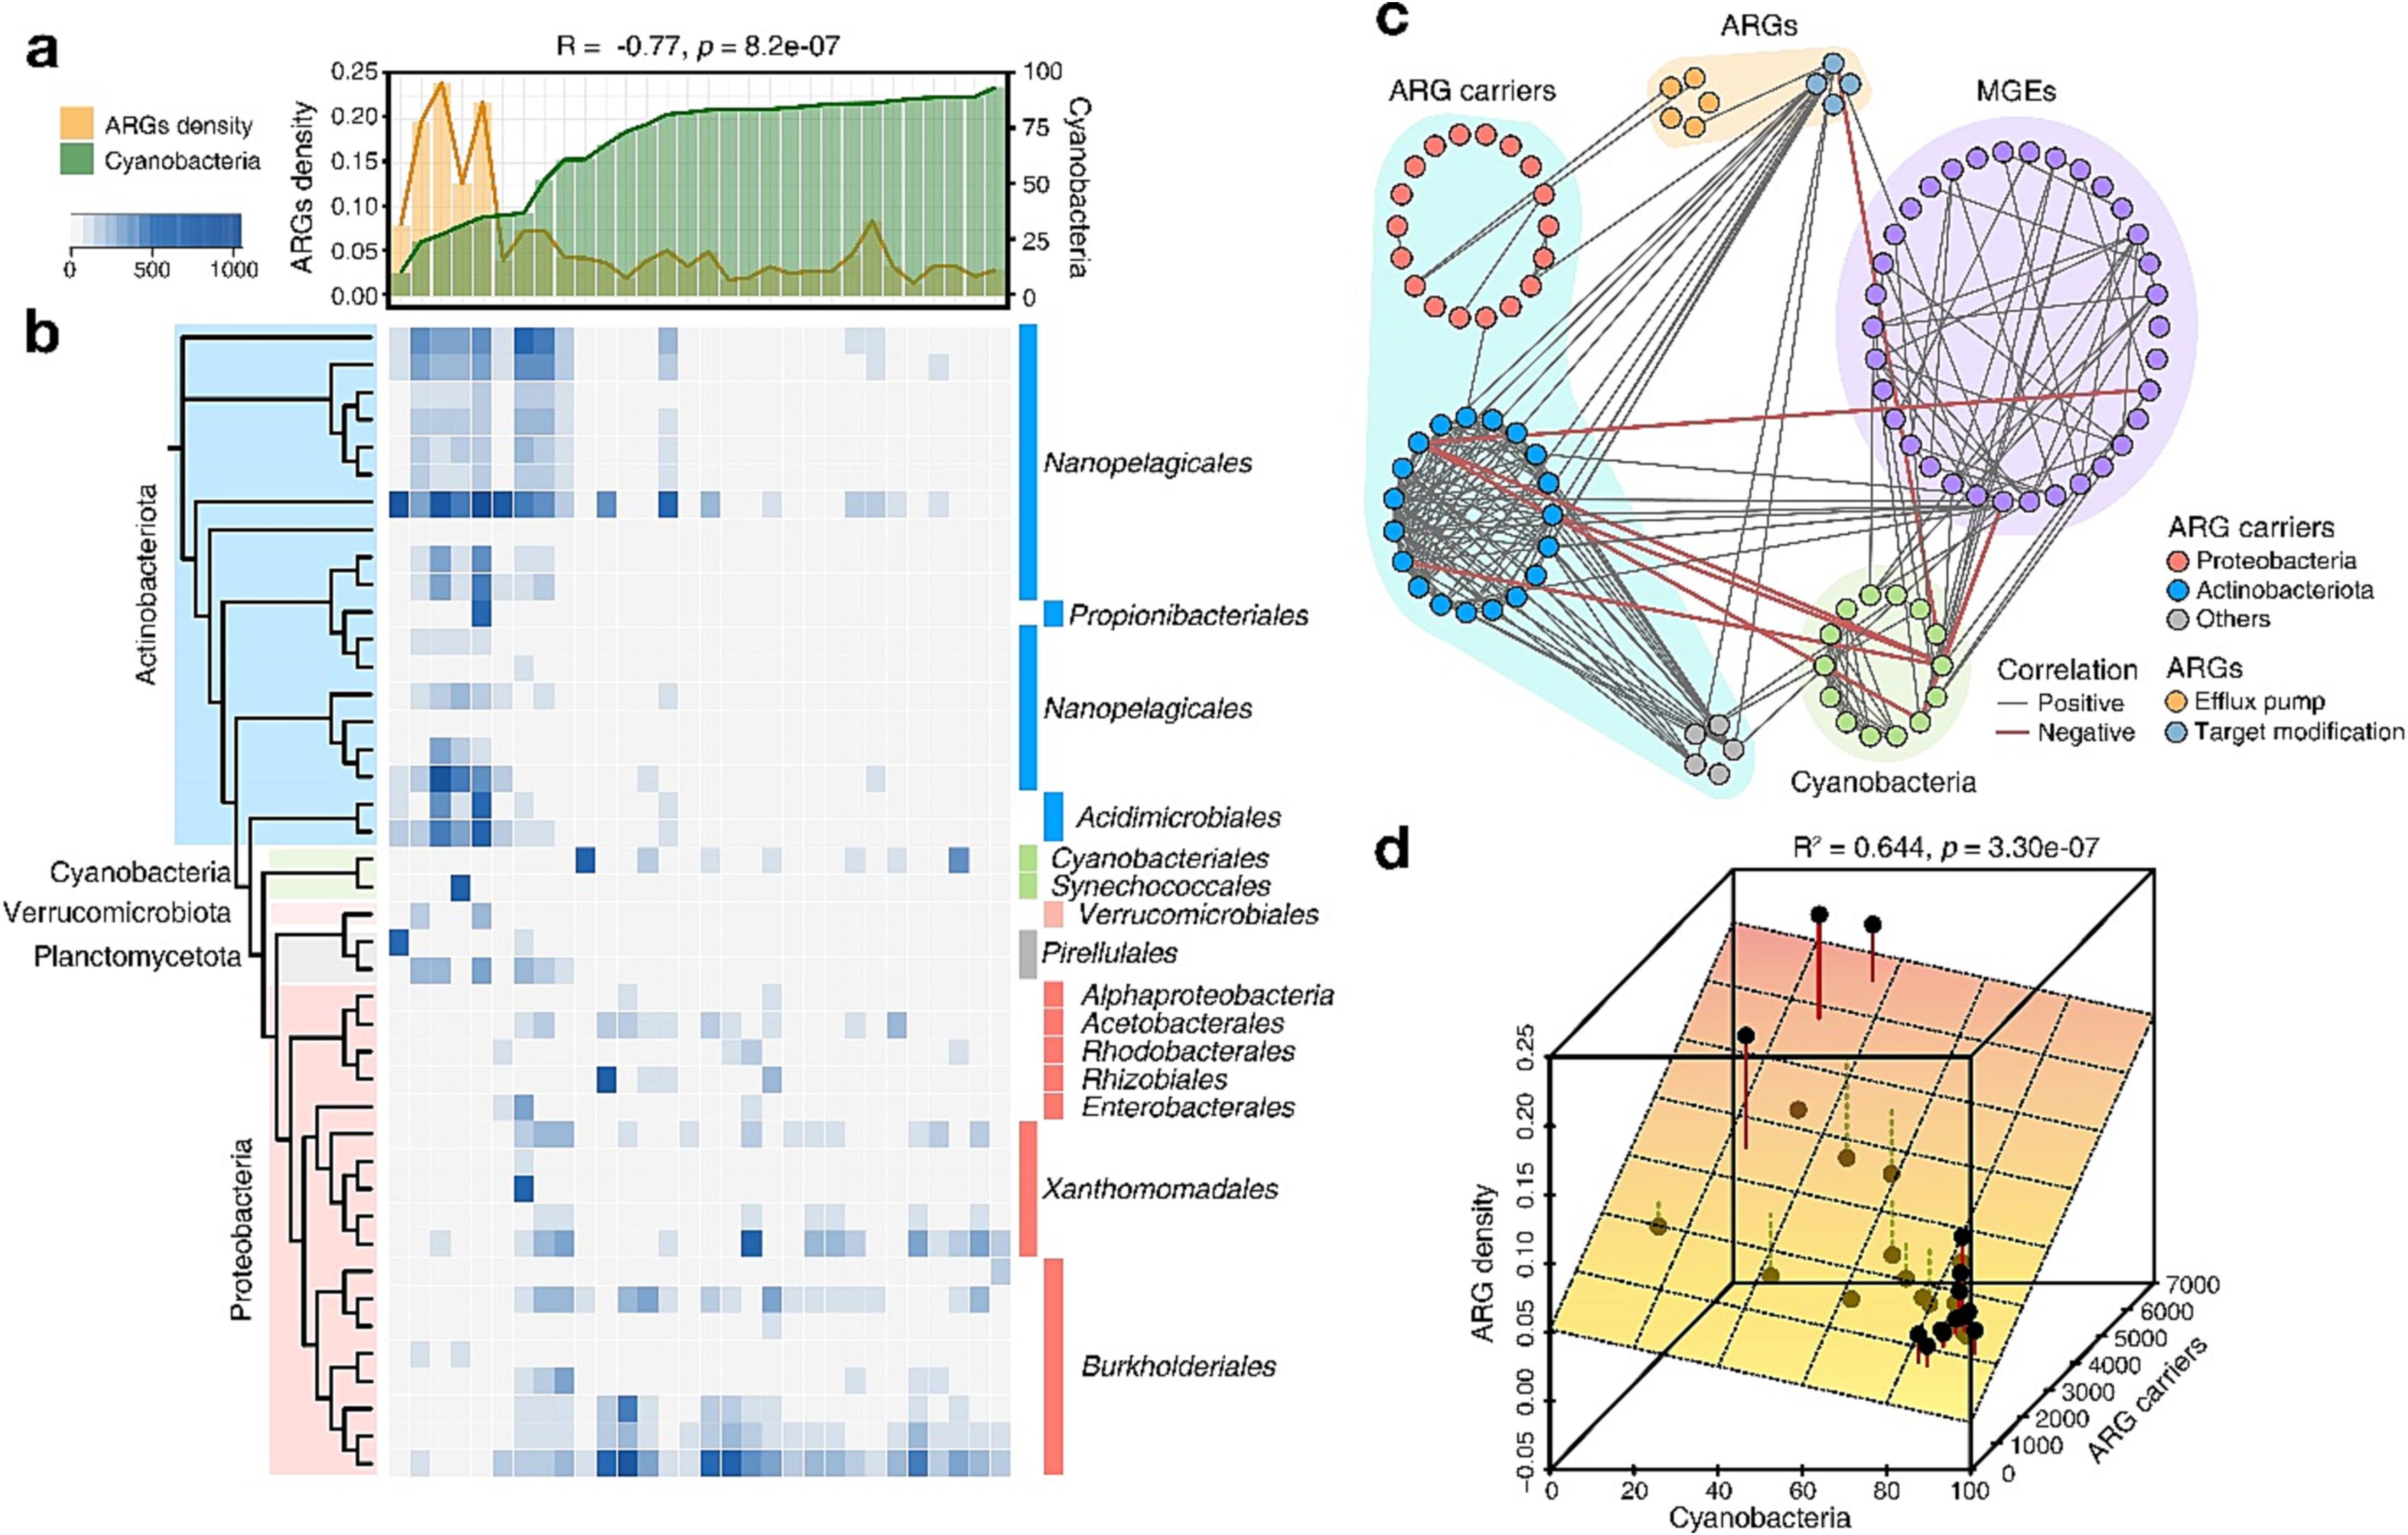 a
R = -0.77, p = 8.2e-07
ARGs density
Cyanobacteria
0 500 1000
ARGs density
0.25
0.20
0.15
0.10
0.05
0.00
100
75
50
25
0
Cyanobacteria
b
Actinobacteriota
Cyanobacteria
Verrucomicrobiota
Planctomycetota
Proteobacteria
Nanopelagicales
Propionibacteriales
Nanopelagicales
Acidimicrobiales
Cyanobacteriales
Synechococcales
Verrucomicrobiales
Pirellulales
Alphaproteobacteria
Acetobacterales
Rhodobacterales
Rhizobiales
Enterobacterales
Xanthomomadales
Burkholderiales
c
ARGs
ARG carriers
MGEs
Cyanobacteria
ARG carriers
Proteobacteria
Actinobacteriota
Others
Correlation
Positive
Negative
ARGs
Efflux pump
Target modification
d
R² = 0.644, p = 3.30e-07
ARG density
0.25
0.20
0.15
0.10
0.05
0.00
-0.05
0 20 40 60 80 100
Cyanobacteria
7000
6000
5000
4000
3000
2000
1000
0
ARG carriers